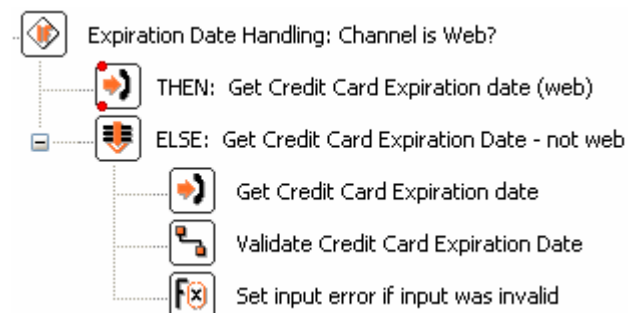 Expiration Date Handling: Channel is Web?
THEN: Get Credit Card Expiration date (web)
ELSE: Get Credit Card Expiration Date - not web
Get Credit Card Expiration date
Validate Credit Card Expiration Date
F(x) Set input error if input was invalid